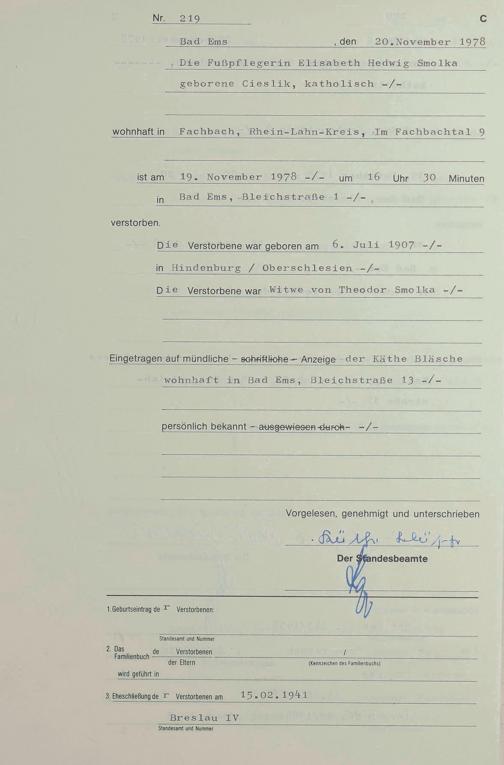 Nr. 219 C
Bad Ems , den 20.November 1978
Die Fußpflegerin Elisabeth Hedwig Smolka
geborene Cieslik, katholisch -/-
wohnhaft in Fachbach, Rhein-Lahn-Kreis, Im Fachbachtal 9
ist am 19. November 1978 -/- um 16 Uhr 30 Minuten
in Bad Ems, Bleichstraße 1 -/-,
verstorben.
Die Verstorbene war geboren am 6. Juli 1907 -/-
in Hindenburg / Oberschlesien -/-
Die Verstorbene war Witwe von Theodor Smolka -/-
Eingetragen auf mündliche – schriftliche – Anzeige der Käthe Bläsche
wohnhaft in Bad Ems, Bleichstraße 13 -/-
persönlich bekannt – ausgewiesen durch – -/-
Vorgelesen, genehmigt und unterschrieben
Der Standesbeamte
1. Geburtseintrag de r Verstorbenen:
Standesamt und Nummer
2. Das Familienbuch de Verstorbenen /
der Eltern (Kennzeichen des Familienbuchs)
wird geführt in
3. Eheschließung de r Verstorbenen am 15.02.1941
Breslau IV
Standesamt und Nummer